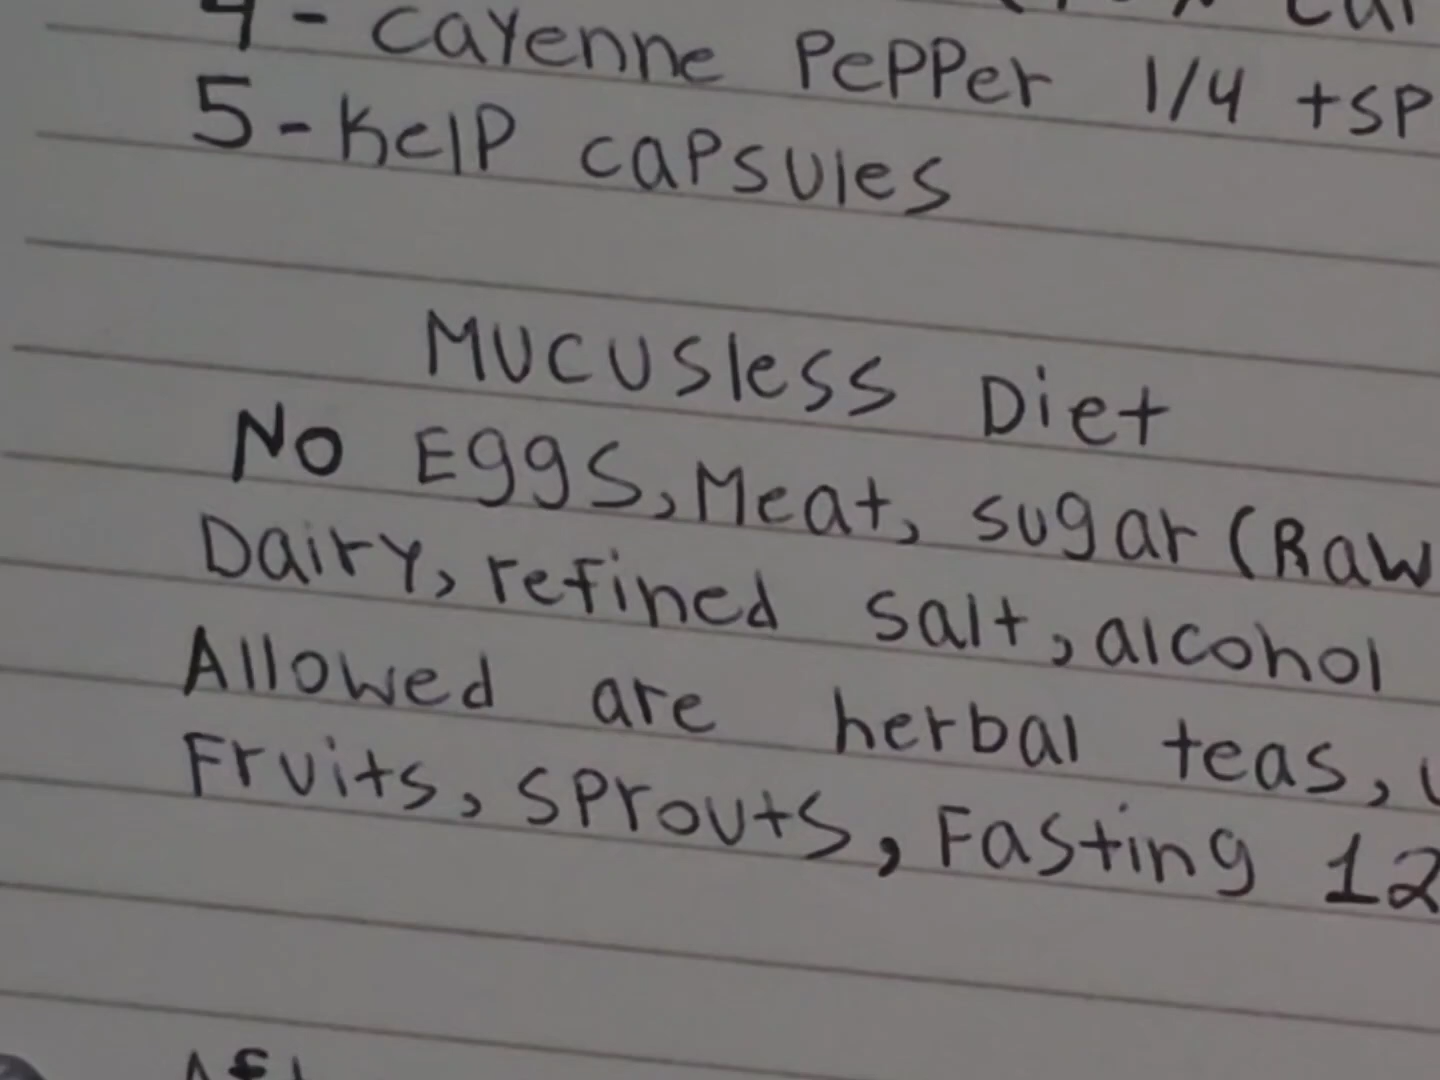 4 - Cayenne Pepper 1/4 tsp
5 - Kelp capsules
Mucusless Diet
No Eggs, Meat, sugar (Raw
Dairy, refined salt, alcohol
Allowed are herbal teas,
Fruits, sprouts, Fasting 12